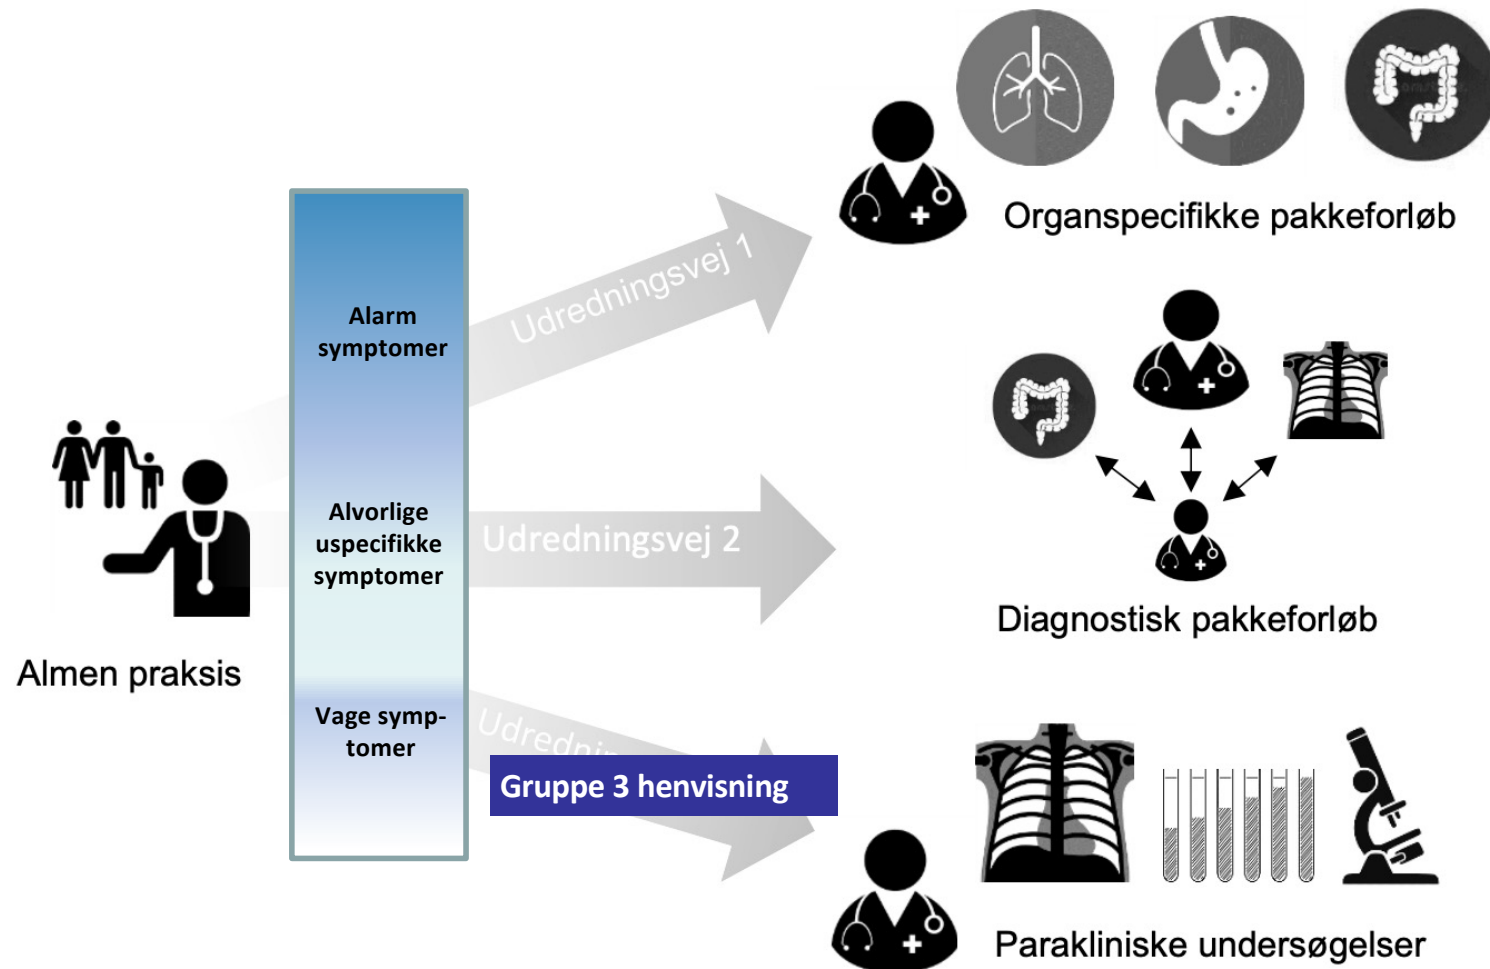 Organspecifikke pakkeforløb
Udredningsvej 1
Alarm
symptomer
Alvorlige
uspecifikke
symptomer
Udredningsvej 2
Diagnostisk pakkeforløb
Almen praksis
Vage symp-
tomer
Gruppe 3 henvisning
Parakliniske undersøgelser